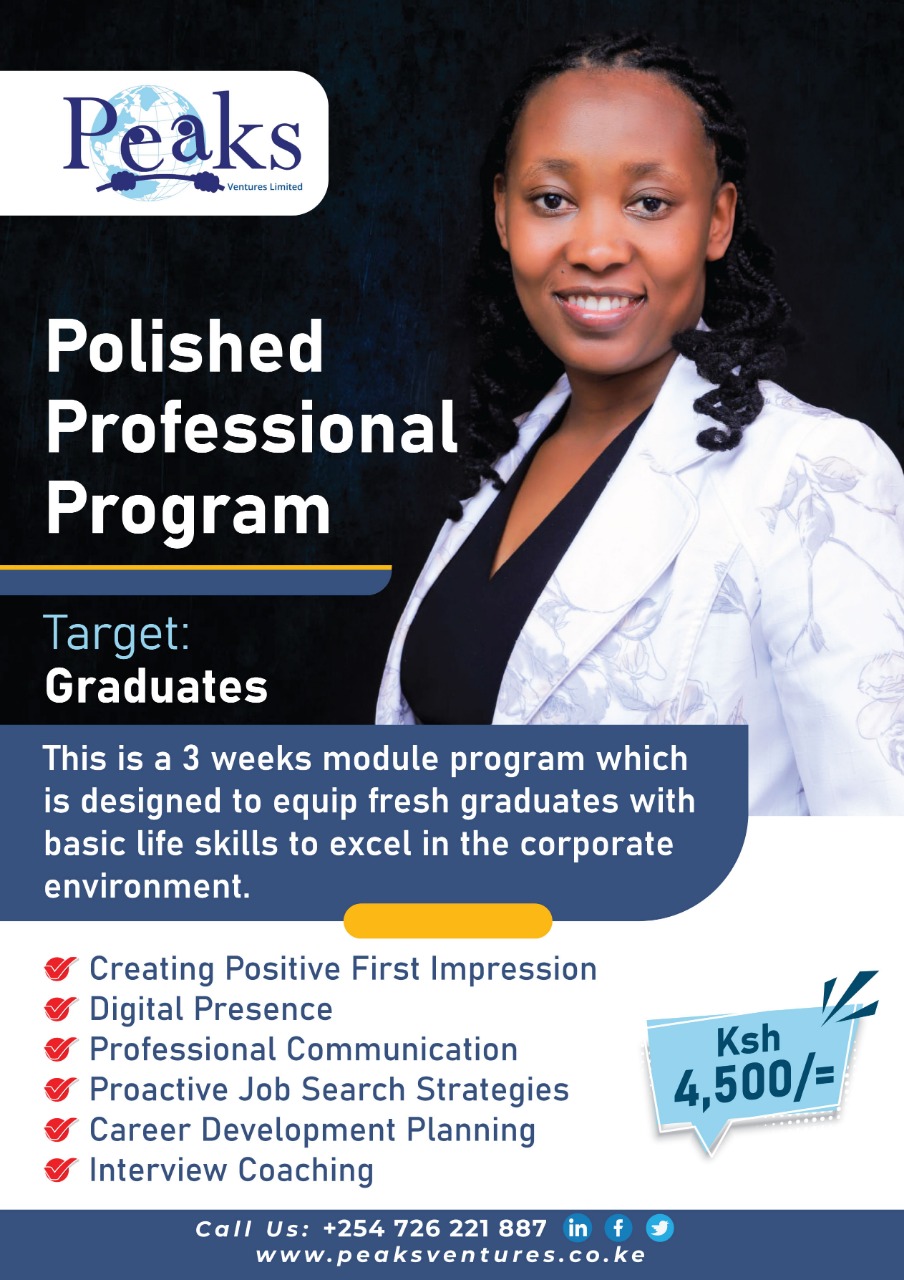 Peaks
Ventures Limited
Polished
Professional
Program
Target:
Graduates
This is a 3 weeks module program which
is designed to equip fresh graduates with
basic life skills to excel in the corporate
environment.
Creating Positive First Impression
Digital Presence
Professional Communication
Proactive Job Search Strategies
Career Development Planning
Interview Coaching
Ksh
4,500/=
Call Us: +254 726 221 887 in f
www.peaksventures.co.ke